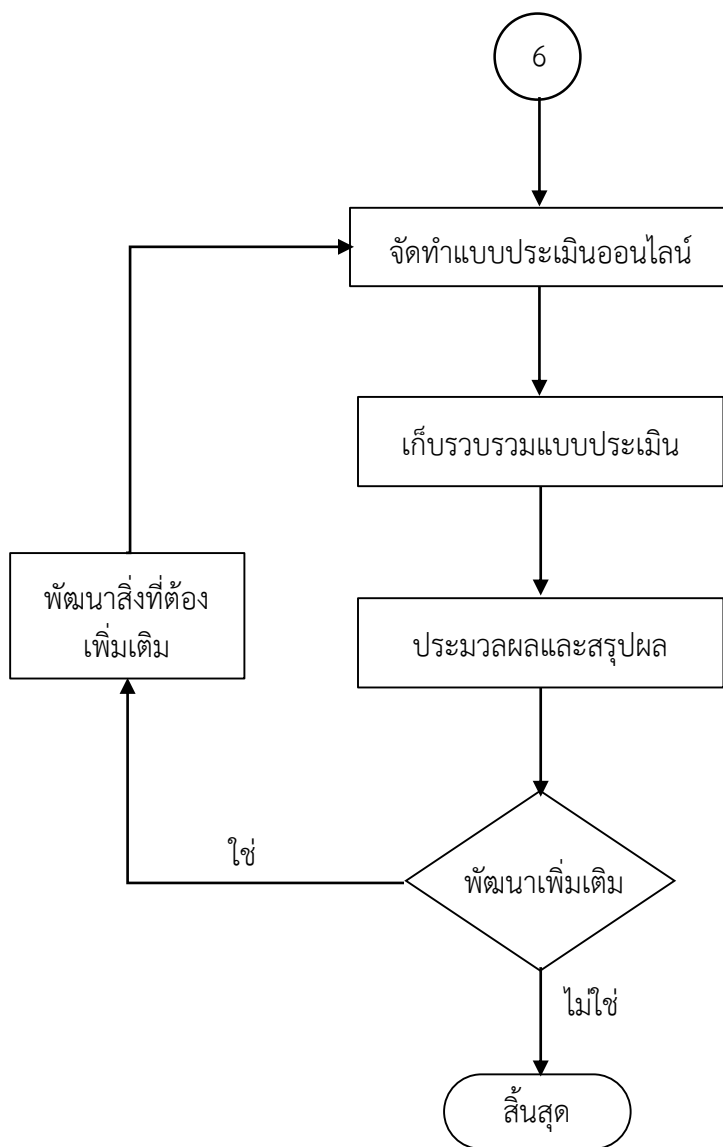 6
จัดทำแบบประเมินออนไลน์
เก็บรวบรวมแบบประเมิน
พัฒนาสิ่งที่ต้อง
เพิ่มเติม
ประมวลผลและสรุปผล
ใช่
พัฒนาเพิ่มเติม
ไม่ใช่
สิ้นสุด